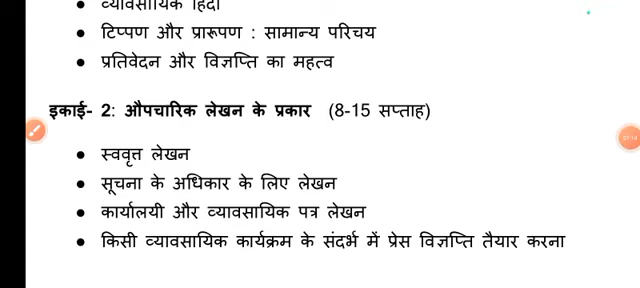 व्यावसायिक हिंदी
टिप्पण और प्रारूपण : सामान्य परिचय
प्रतिवेदन और विज्ञप्ति का महत्व
इकाई- 2: औपचारिक लेखन के प्रकार (8-15 सप्ताह)
स्ववृत्त लेखन
सूचना के अधिकार के लिए लेखन
कार्यालयी और व्यावसायिक पत्र लेखन
किसी व्यावसायिक कार्यक्रम के संदर्भ में प्रेस विज्ञप्ति तैयार करना